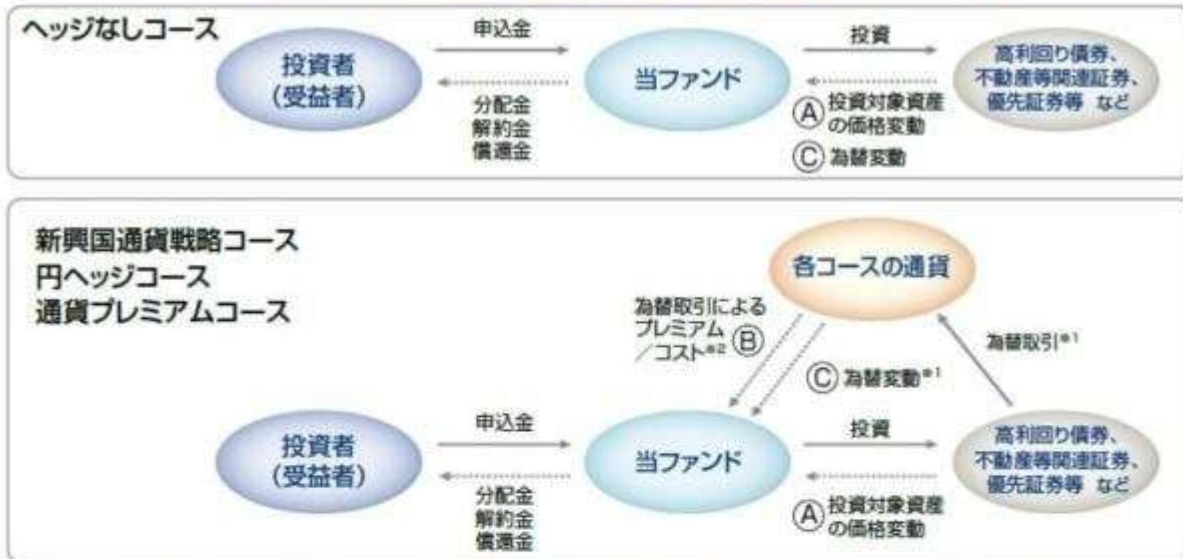 ヘッジなしコース
投資者
(受益者)
申込金
分配金
解約金
償還金
当ファンド
投資
Ⓐ 投資対象資産
の価格変動
Ⓒ 為替変動
高利回り債券、
不動産等関連証券、
優先証券等 など
新興国通貨戦略コース
円ヘッジコース
通貨プレミアムコース
各コースの通貨
為替取引による
プレミアム
／コスト※2 Ⓑ
Ⓒ 為替変動※1
為替取引※1
投資者
(受益者)
申込金
分配金
解約金
償還金
当ファンド
投資
Ⓐ 投資対象資産
の価格変動
高利回り債券、
不動産等関連証券、
優先証券等 など